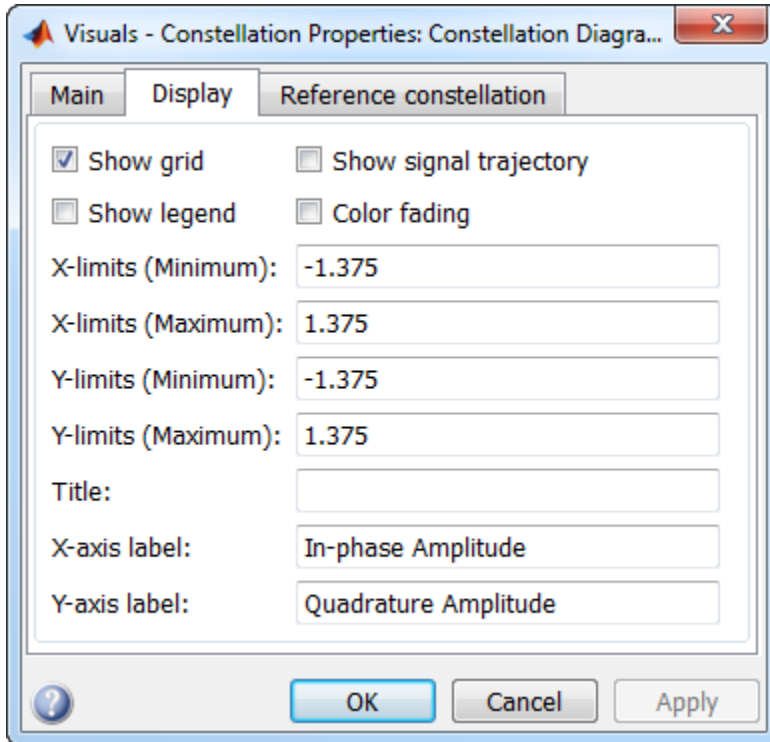 Visuals - Constellation Properties: Constellation Diagra...
Main Display Reference constellation
Show grid Show signal trajectory
Show legend Color fading
X-limits (Minimum): -1.375
X-limits (Maximum): 1.375
Y-limits (Minimum): -1.375
Y-limits (Maximum): 1.375
Title:
X-axis label: In-phase Amplitude
Y-axis label: Quadrature Amplitude
? OK Cancel Apply